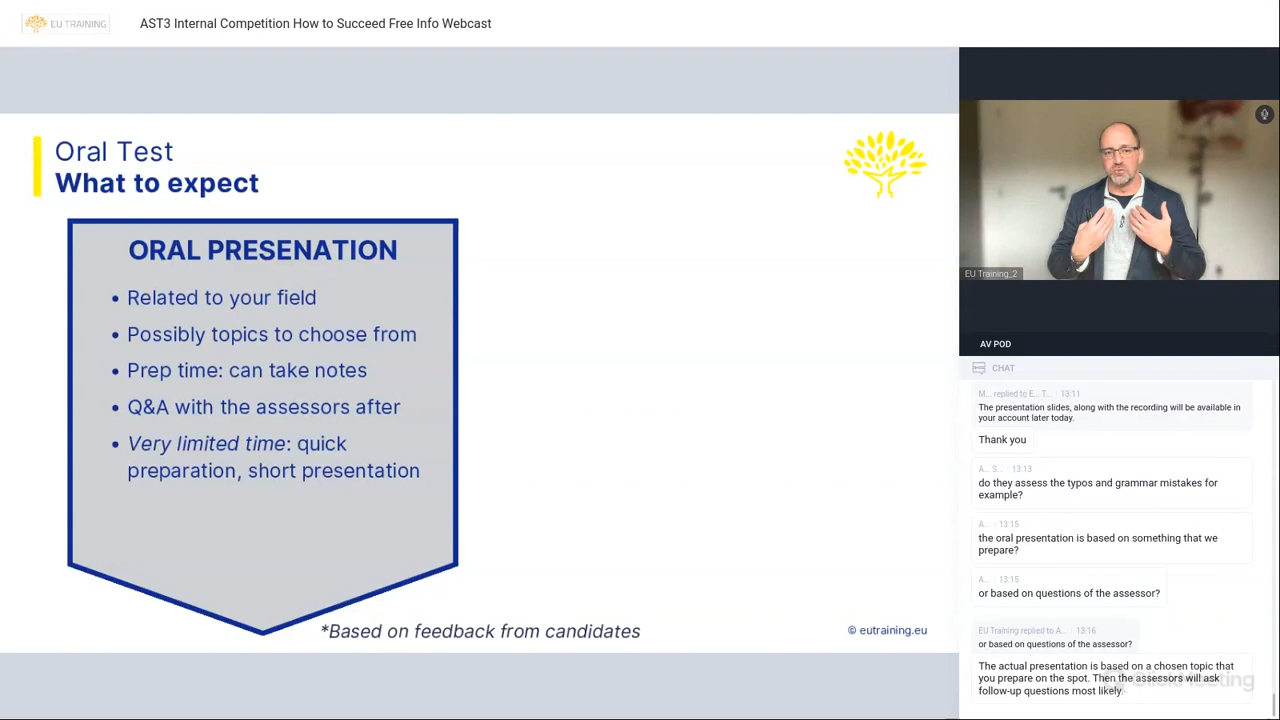 EU TRAINING
AST3 Internal Competition How to Succeed Free Info Webcast
Oral Test
What to expect
ORAL PRESENATION
• Related to your field
• Possibly topics to choose from
• Prep time: can take notes
• Q&A with the assessors after
• Very limited time: quick
preparation, short presentation
*Based on feedback from candidates
© eutraining.eu
EU Training_2
AV POD
CHAT
M... replied to E... T... · 13:11
The presentation slides, along with the recording will be available in
your account later today.
Thank you
A... S... · 13:13
do they assess the typos and grammar mistakes for
example?
A... · 13:15
the oral presentation is based on something that we
prepare?
A... · 13:15
or based on questions of the assessor?
EU Training replied to A... · 13:16
or based on questions of the assessor?
The actual presentation is based on a chosen topic that
you prepare on the spot. Then the assessors will ask
follow-up questions most likely.
ClickMeeting